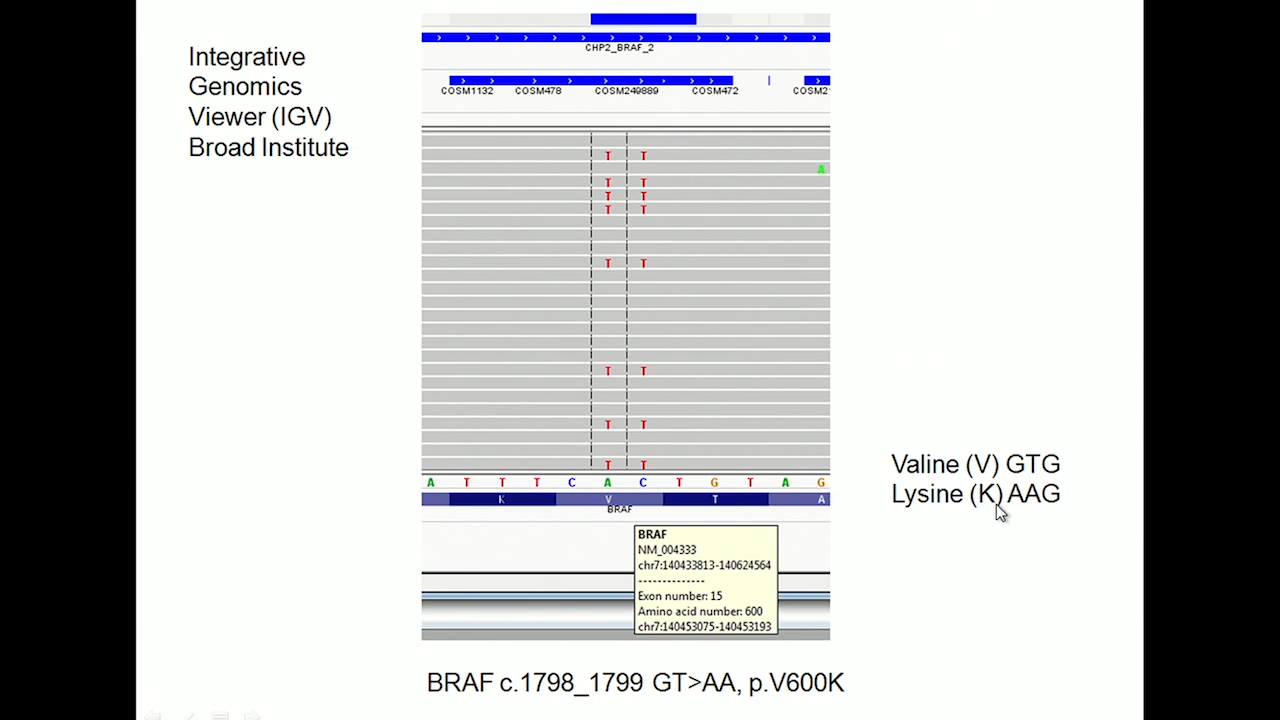 Integrative
Genomics
Viewer (IGV)
Broad Institute
CHP2_BRAF_2
COSM1132 COSM478 COSM249889 COSM472 COSM21
T T
A
T T
T T
T T
T T
T T
T T
T T
A T T T C A C T G T A G
K V T A
BRAF
BRAF
NM_004333
chr7:140433813-140624564
--------------
Exon number: 15
Amino acid number: 600
chr7:140453075-140453193
Valine (V) GTG
Lysine (K) AAG
BRAF c.1798_1799 GT>AA, p.V600K